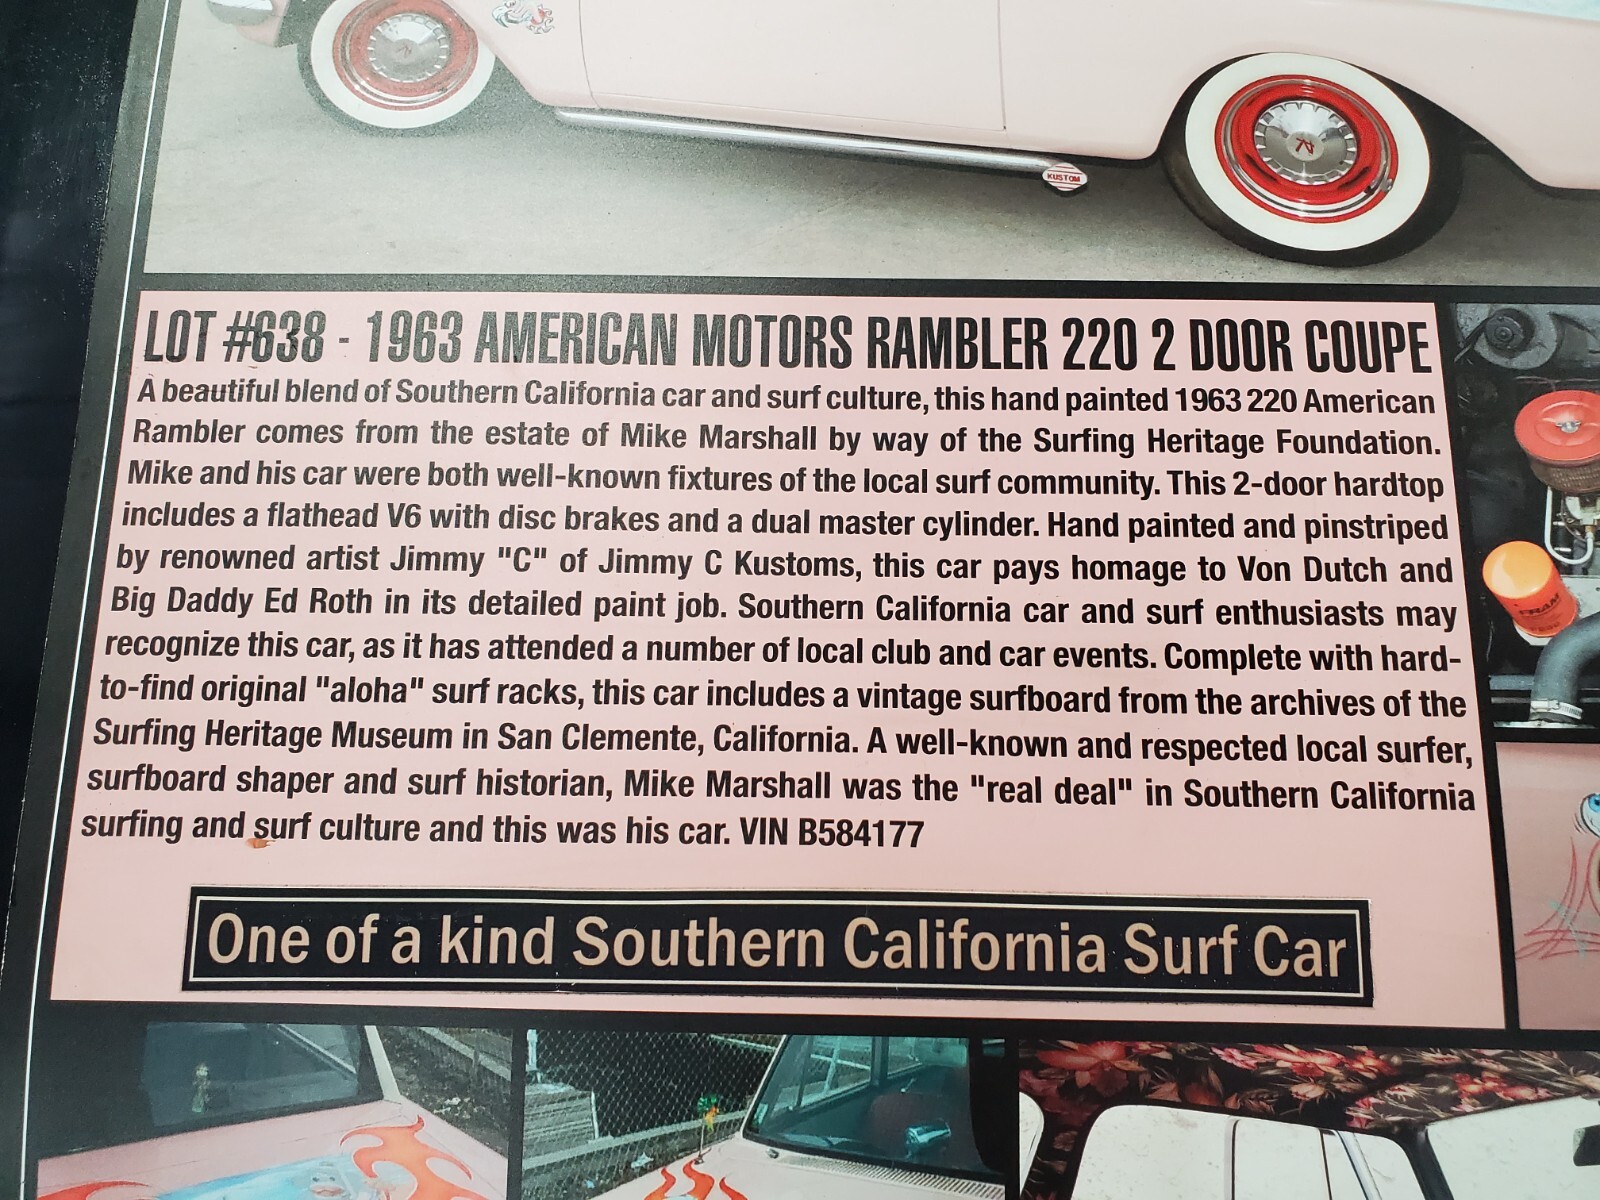 KUSTOM
LOT #638 - 1963 AMERICAN MOTORS RAMBLER 220 2 DOOR COUPE
A beautiful blend of Southern California car and surf culture, this hand painted 1963 220 American
Rambler comes from the estate of Mike Marshall by way of the Surfing Heritage Foundation.
Mike and his car were both well-known fixtures of the local surf community. This 2-door hardtop
includes a flathead V6 with disc brakes and a dual master cylinder. Hand painted and pinstriped
by renowned artist Jimmy "C" of Jimmy C Kustoms, this car pays homage to Von Dutch and
Big Daddy Ed Roth in its detailed paint job. Southern California car and surf enthusiasts may
recognize this car, as it has attended a number of local club and car events. Complete with hard-
to-find original "aloha" surf racks, this car includes a vintage surfboard from the archives of the
Surfing Heritage Museum in San Clemente, California. A well-known and respected local surfer,
surfboard shaper and surf historian, Mike Marshall was the "real deal" in Southern California
surfing and surf culture and this was his car. VIN B584177
One of a kind Southern California Surf Car
FRAM